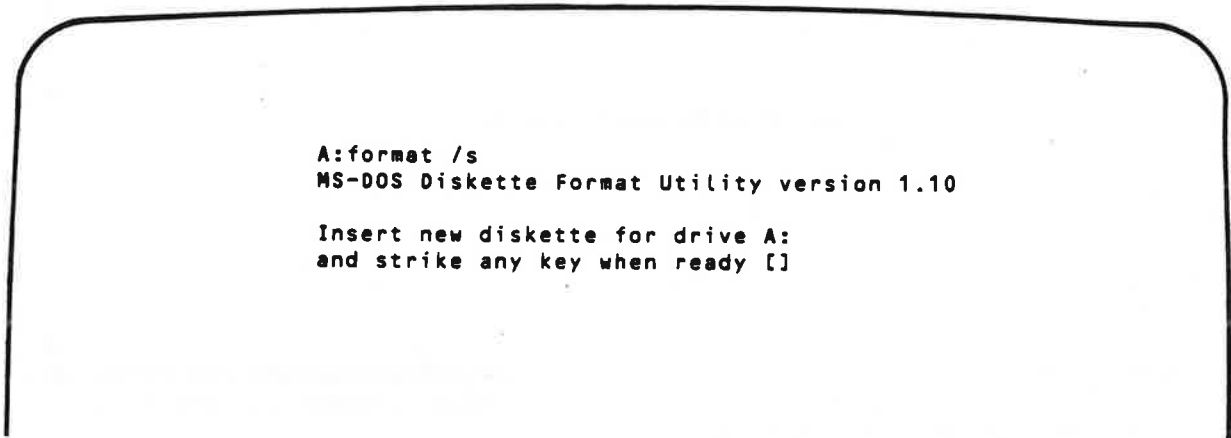 A:format /s
MS-DOS Diskette Format Utility version 1.10
Insert new diskette for drive A:
and strike any key when ready []